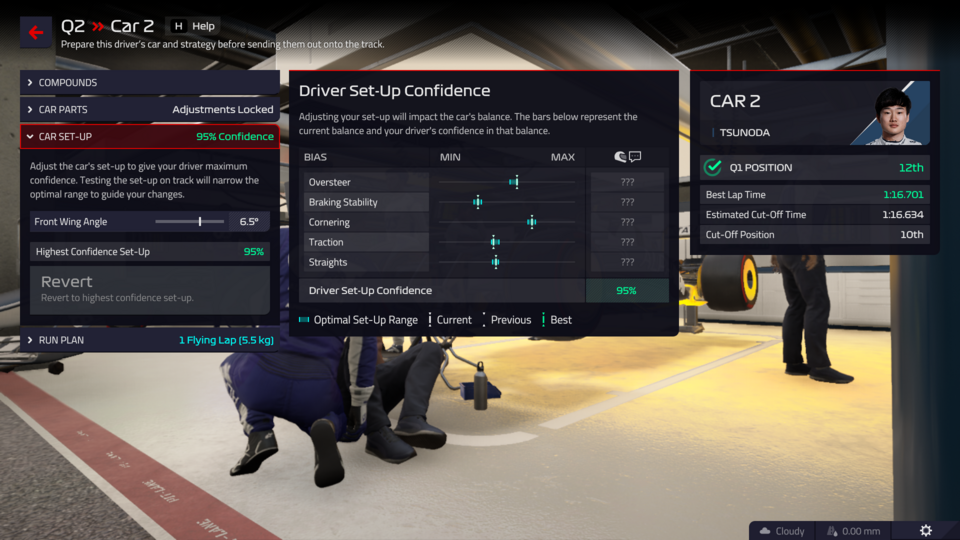 Q2 » Car 2 H Help
Prepare this driver's car and strategy before sending them out onto the track.
COMPOUNDS
CAR PARTS Adjustments Locked
CAR SET-UP 95% Confidence
Adjust the car's set-up to give your driver maximum
confidence. Testing the set-up on track will narrow the
optimal range to guide your changes.
Front Wing Angle 6.5°
Highest Confidence Set-Up 95%
Revert
Revert to highest confidence set-up.
RUN PLAN 1 Flying Lap (5.5 kg)
Driver Set-Up Confidence
Adjusting your set-up will impact the car's balance. The bars below represent the
current balance and your driver's confidence in that balance.
BIAS MIN MAX
Oversteer ???
Braking Stability ???
Cornering ???
Traction ???
Straights ???
Driver Set-Up Confidence 95%
Optimal Set-Up Range Current Previous Best
CAR 2
TSUNODA
Q1 POSITION 12th
Best Lap Time 1:16.701
Estimated Cut-Off Time 1:16.634
Cut-Off Position 10th
PIT-LANE
PIT-LANE
Cloudy 0.00 mm